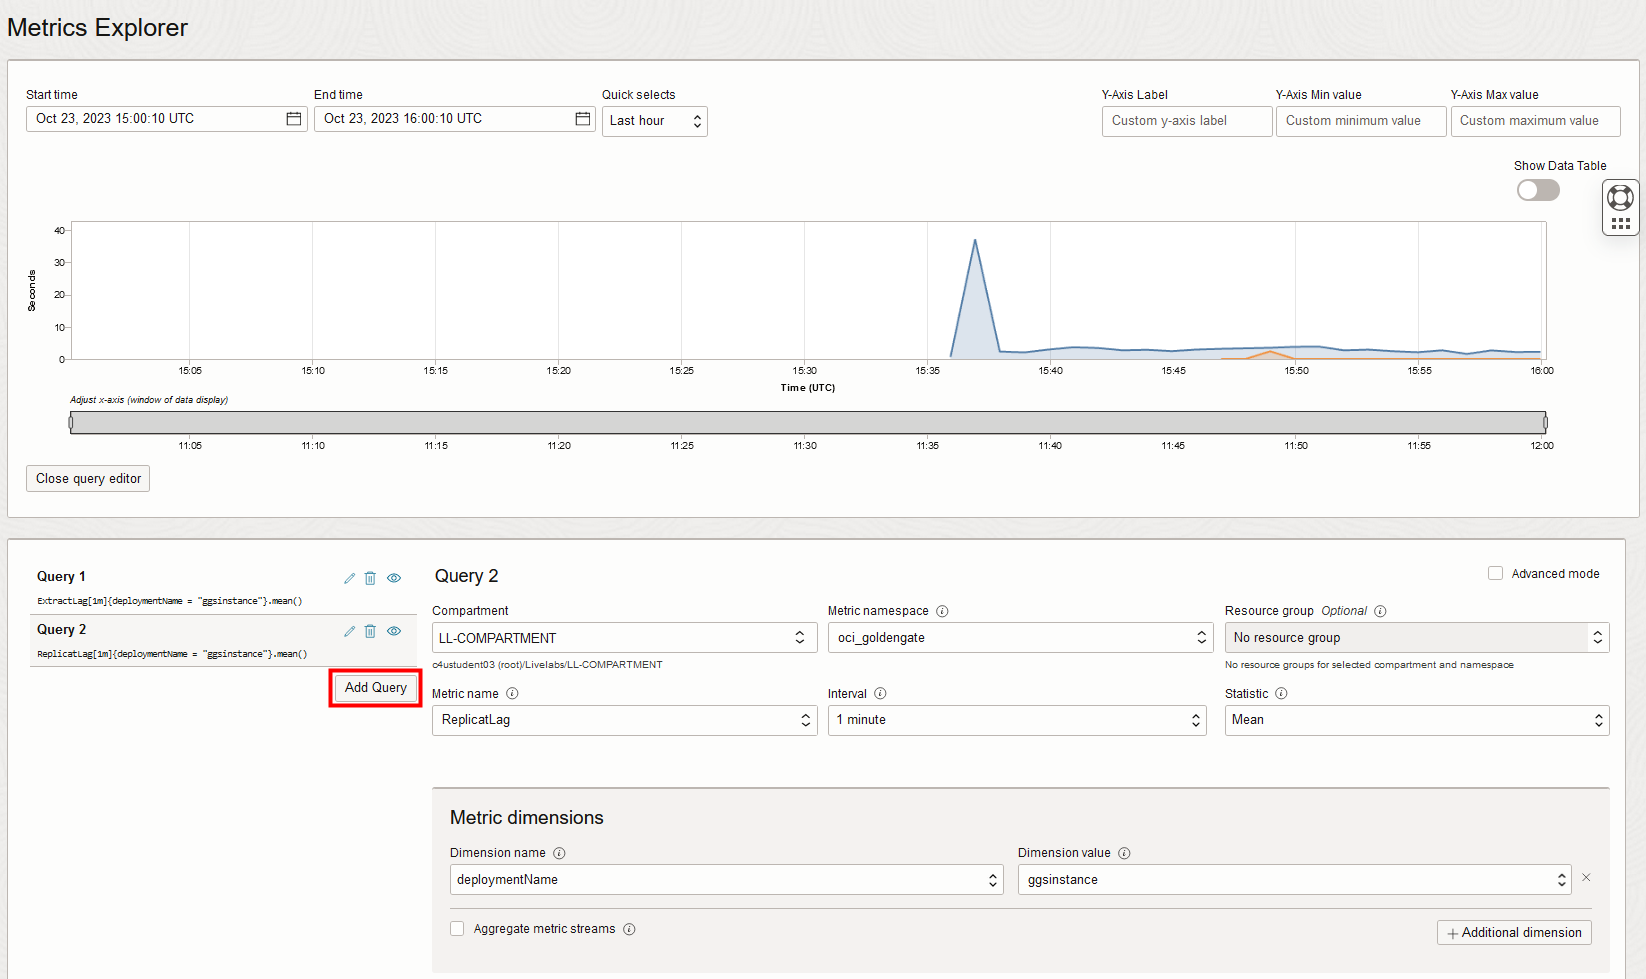 Metrics Explorer
Start time
End time
Quick selects
Y-Axis Label
Y-Axis Min value
Y-Axis Max value
Oct 23, 2023 15:00:10 UTC
Oct 23, 2023 16:00:10 UTC
Last hour
Custom y-axis label
Custom minimum value
Custom maximum value
Show Data Table
Seconds
40
30
20
10
0
15:05
15:10
15:15
15:20
15:25
15:30
15:35
15:40
15:45
15:50
15:55
16:00
Time (UTC)
Adjust x-axis (window of data display)
11:05
11:10
11:15
11:20
11:25
11:30
11:35
11:40
11:45
11:50
11:55
12:00
Close query editor
Query 1
ExtractLag[1m]{deploymentName = "ggsinstance"}.mean()
Query 2
ReplicatLag[1m]{deploymentName = "ggsinstance"}.mean()
Add Query
Query 2
Advanced mode
Compartment
LL-COMPARTMENT
c4ustudent03 (root)/Livelabs/LL-COMPARTMENT
Metric namespace
oci_goldengate
Resource group Optional
No resource group
No resource groups for selected compartment and namespace
Metric name
ReplicatLag
Interval
1 minute
Statistic
Mean
Metric dimensions
Dimension name
deploymentName
Dimension value
ggsinstance
Aggregate metric streams
+ Additional dimension